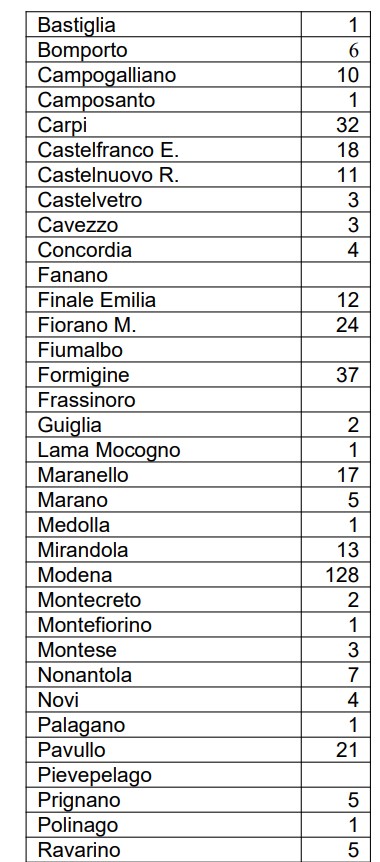 Bastiglia 1
Bomporto 6
Campogalliano 10
Camposanto 1
Carpi 32
Castelfranco E. 18
Castelnuovo R. 11
Castelvetro 3
Cavezzo 3
Concordia 4
Fanano
Finale Emilia 12
Fiorano M. 24
Fiumalbo
Formigine 37
Frassinoro
Guiglia 2
Lama Mocogno 1
Maranello 17
Marano 5
Medolla 1
Mirandola 13
Modena 128
Montecreto 2
Montefiorino 1
Montese 3
Nonantola 7
Novi 4
Palagano 1
Pavullo 21
Pievepelago
Prignano 5
Polinago 1
Ravarino 5